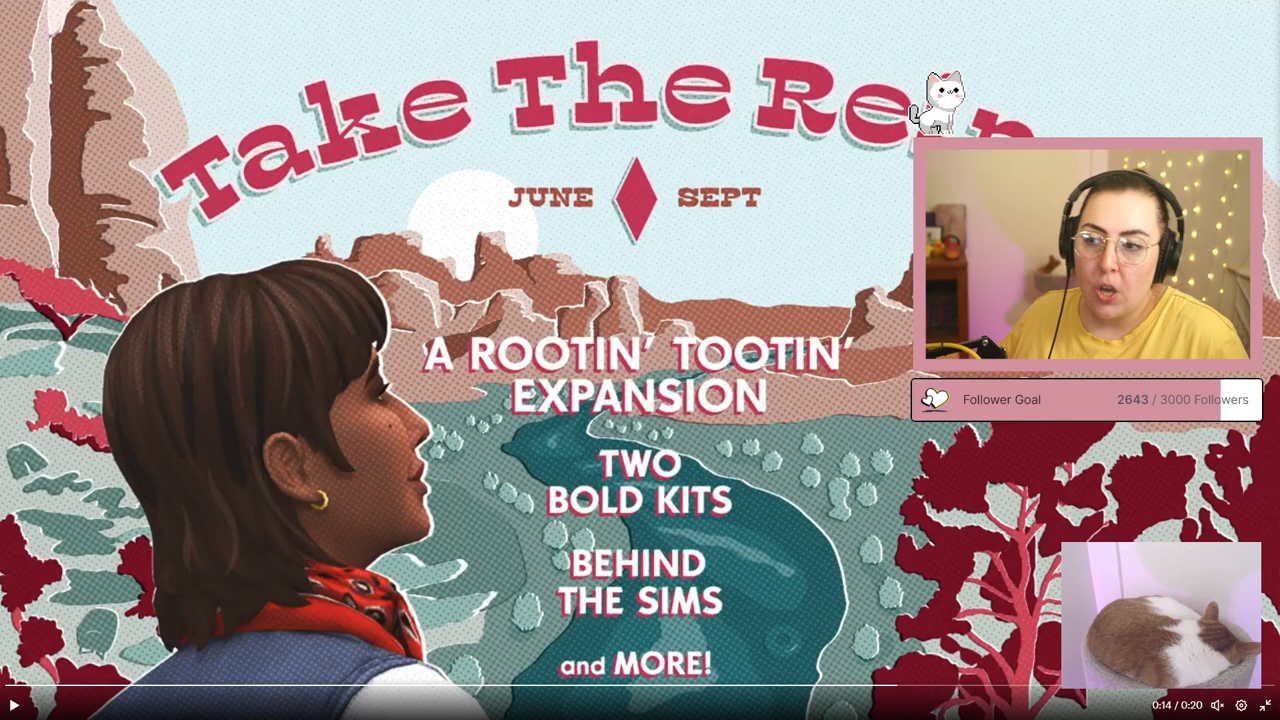 Take The Re
JUNE SEPT
A ROOTIN' TOOTIN'
EXPANSION
TWO
BOLD KITS
BEHIND
THE SIMS
and MORE!
Follower Goal 2643 / 3000 Followers
0:14 / 0:20